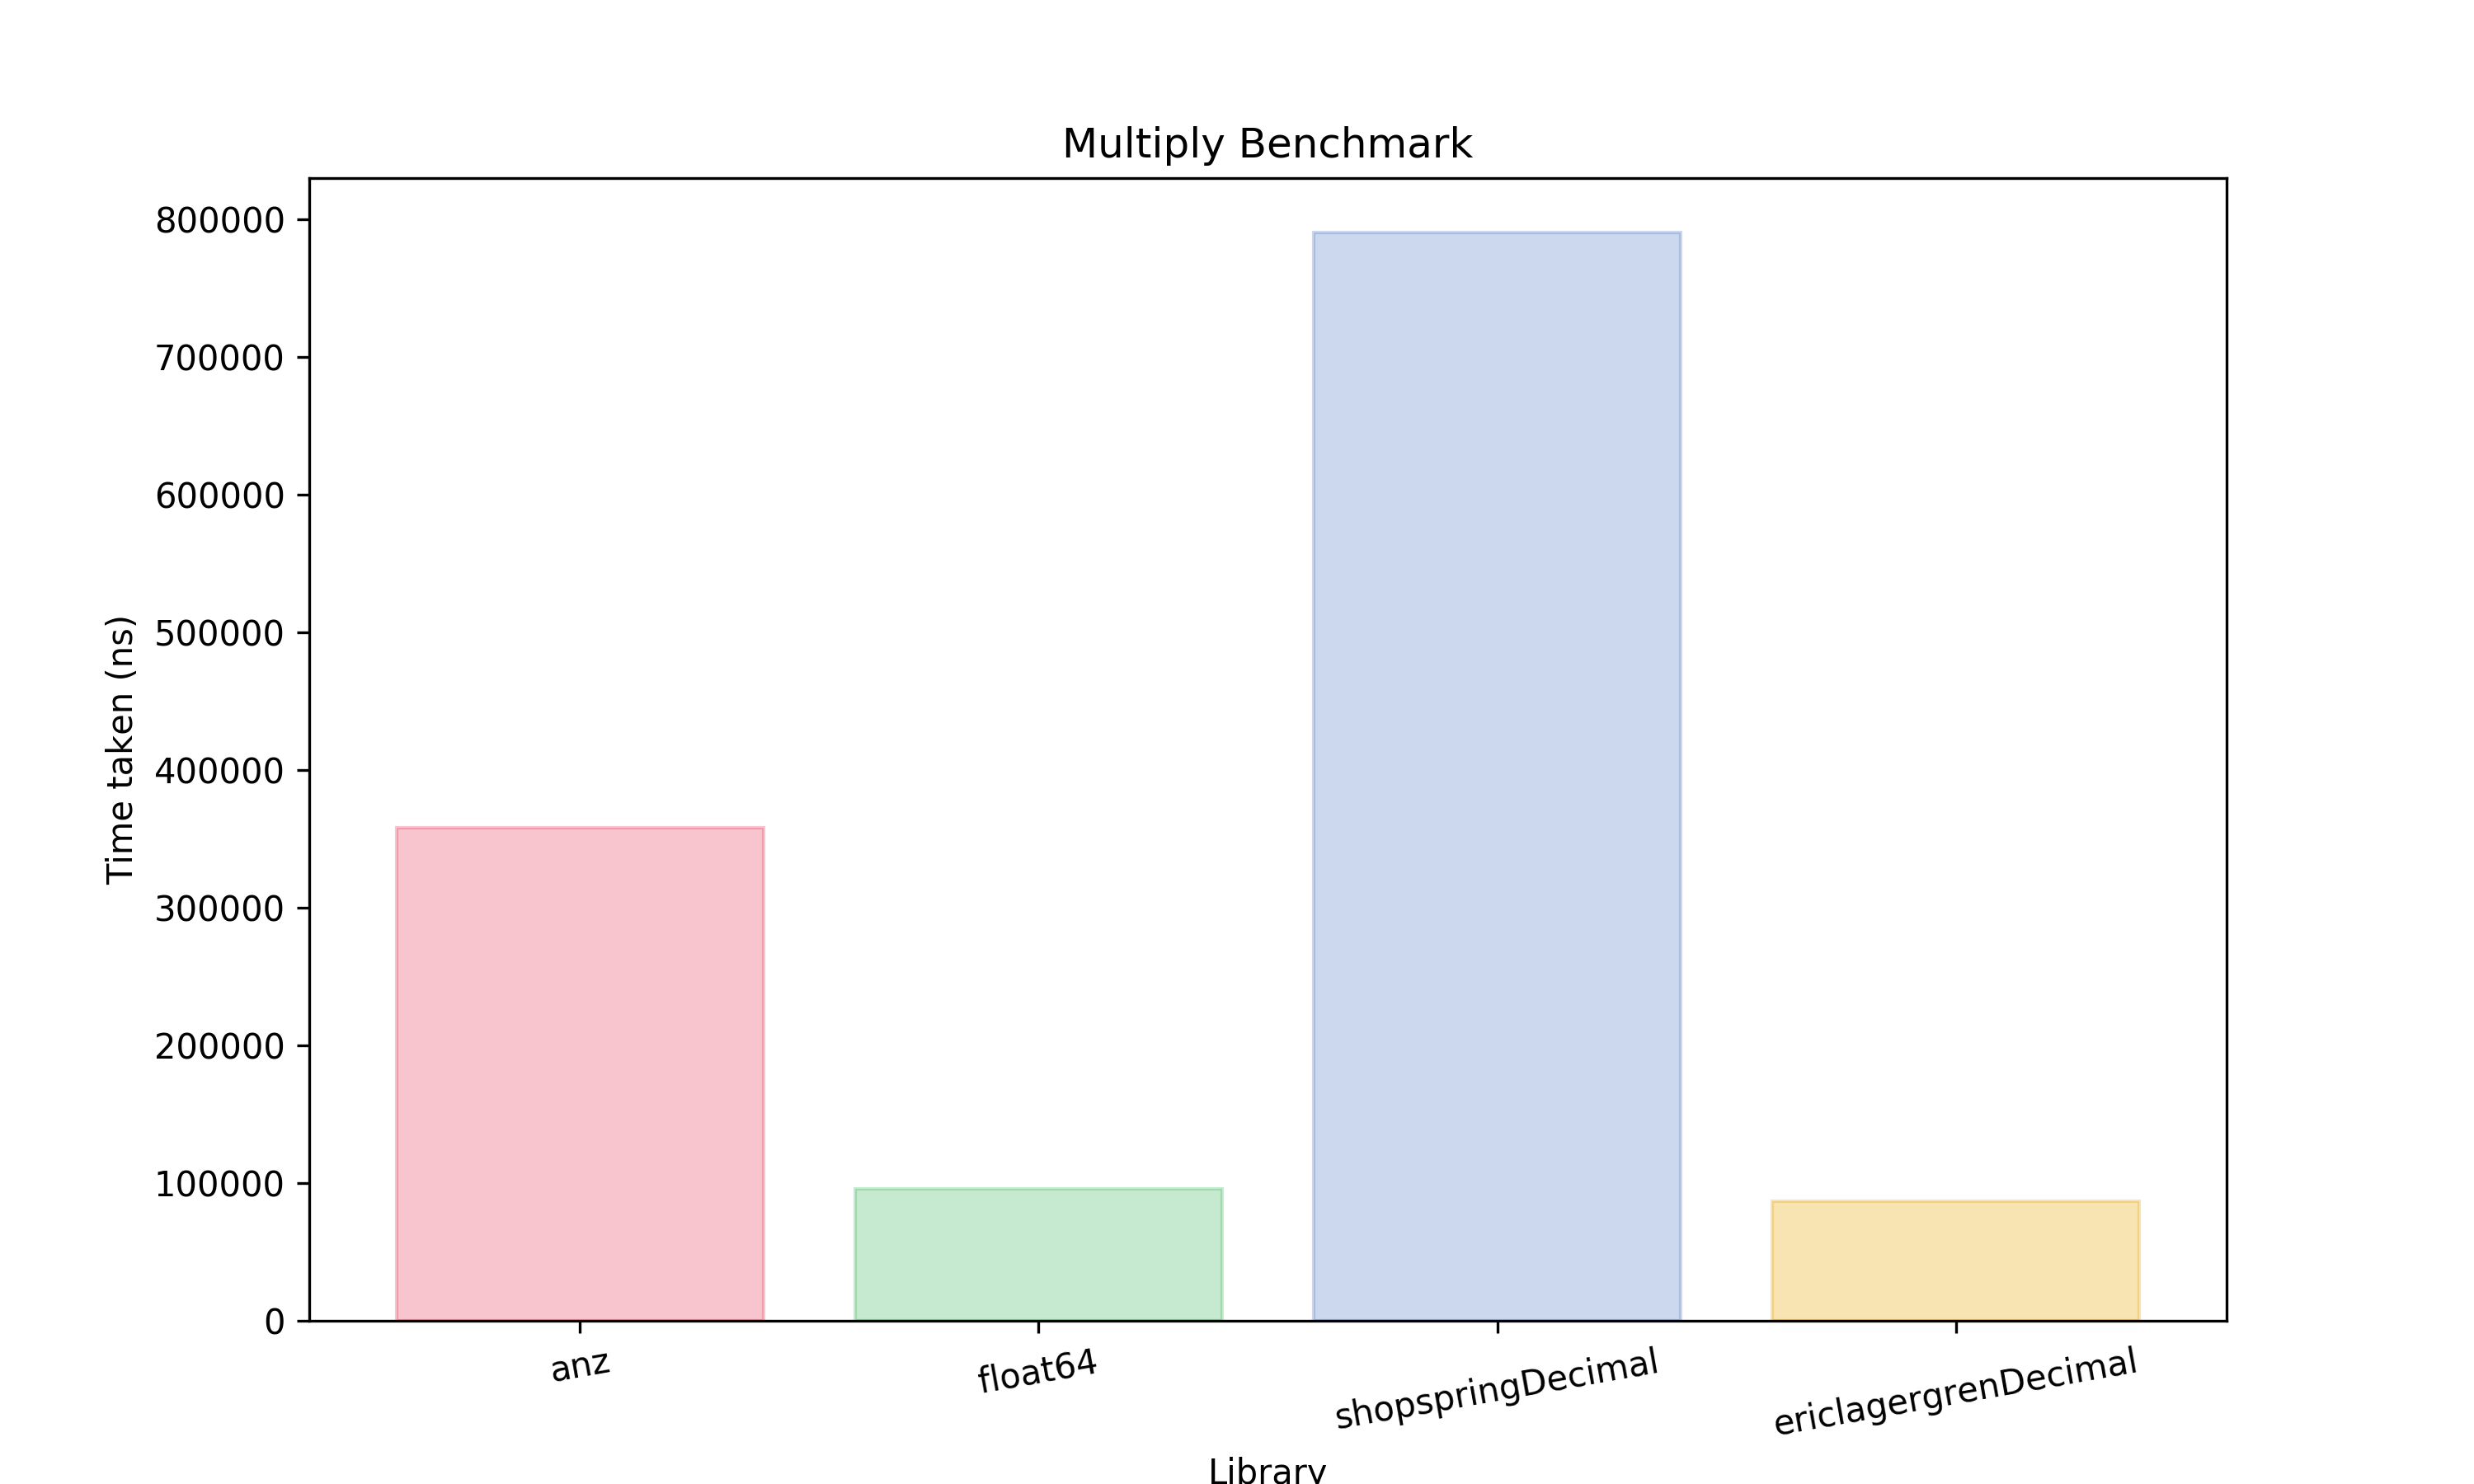 Multiply Benchmark
800000
700000
600000
500000
400000
300000
200000
100000
0
Time taken (ns)
anz
float64
shopspringDecimal
ericlagergrenDecimal
Library